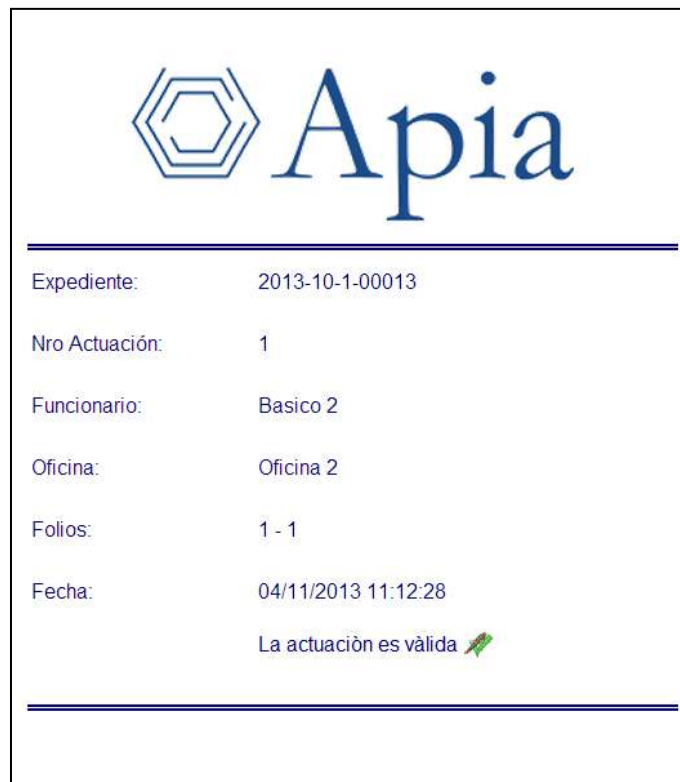 Apia
Expediente: 2013-10-1-00013
Nro Actuación: 1
Funcionario: Basico 2
Oficina: Oficina 2
Folios: 1 - 1
Fecha: 04/11/2013 11:12:28
La actuaciòn es vàlida